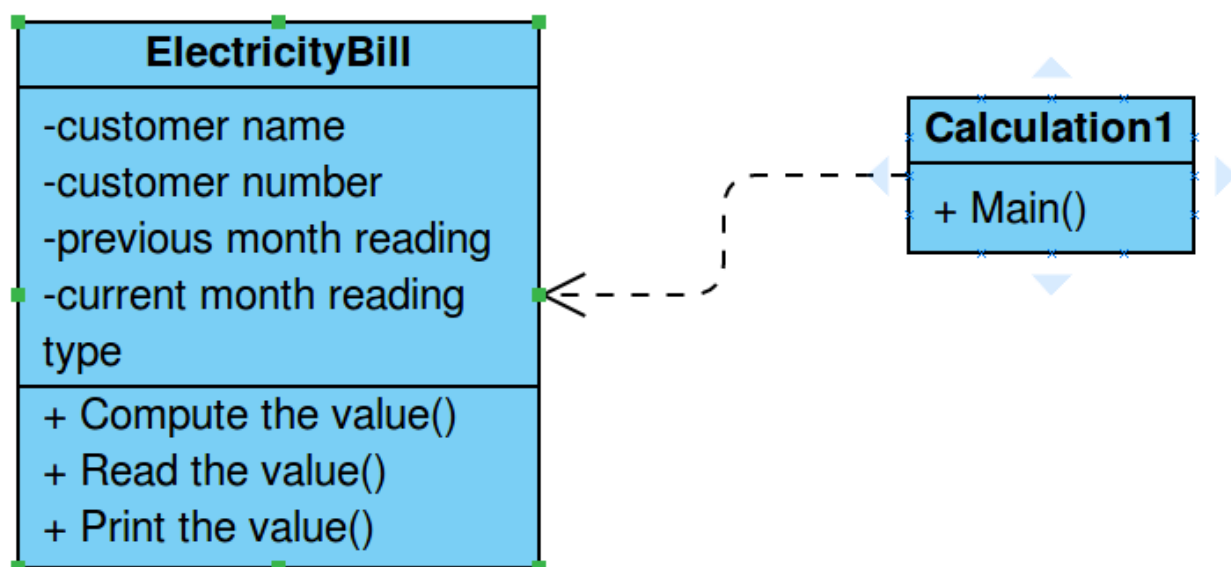 ElectricityBill
-customer name
-customer number
-previous month reading
-current month reading
type
+ Compute the value()
+ Read the value()
+ Print the value()
Calculation1
+ Main()